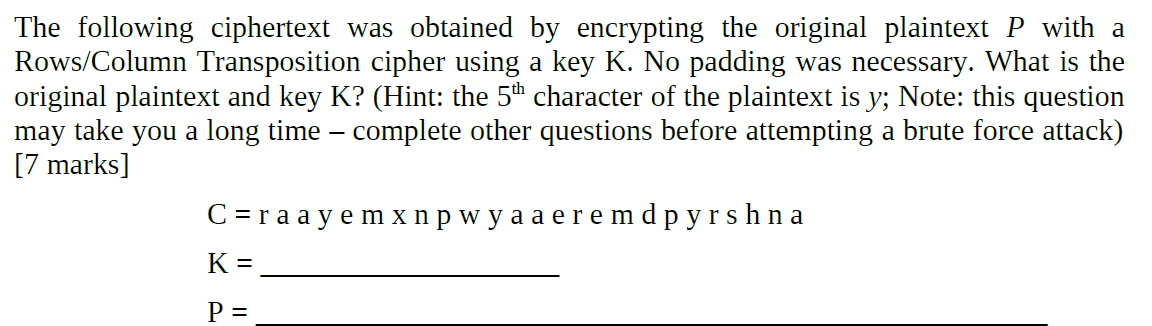 The following ciphertext was obtained by encrypting the original plaintext P with a
Rows/Column Transposition cipher using a key K. No padding was necessary. What is the
original plaintext and key K? (Hint: the 5th character of the plaintext is y; Note: this question
may take you a long time – complete other questions before attempting a brute force attack)
[7 marks]
C = r a a y e m x n p w y a a e r e m d p y r s h n a
K = ____________________
P = ____________________________________________________